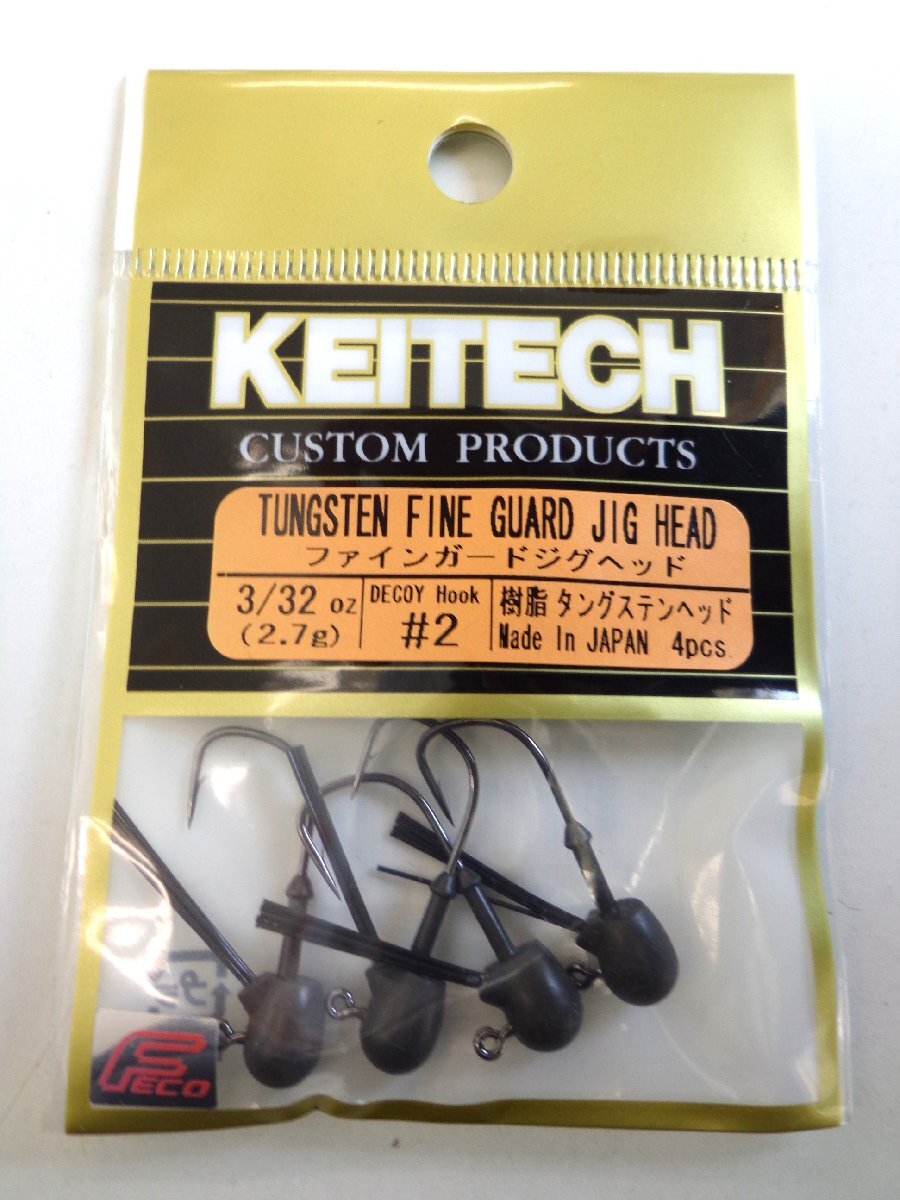 KEITECH
CUSTOM PRODUCTS
TUNGSTEN FINE GUARD JIG HEAD
ファインガードジグヘッド
3/32 oz
(2.7g)
DECOY Hook
#2
樹脂 タングステンヘッド
Made In JAPAN 4pcs
FECO